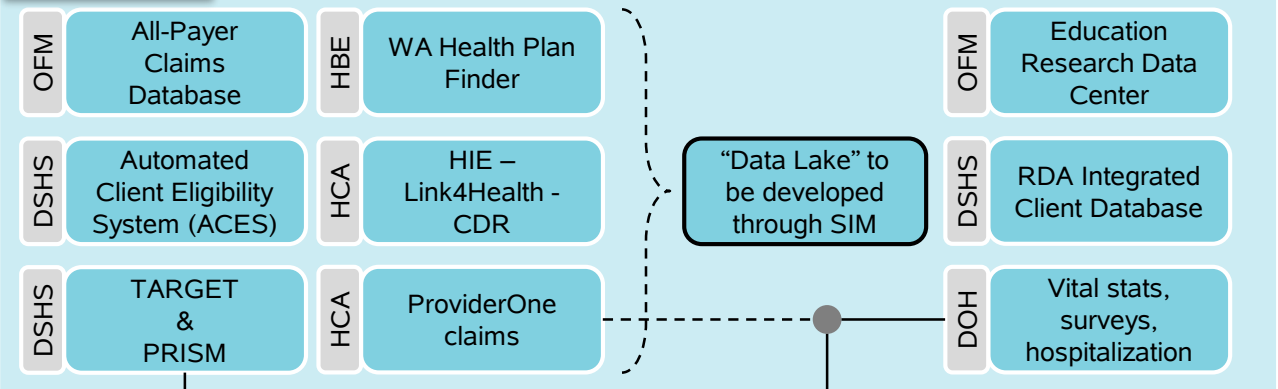 OFM
All-Payer
Claims
Database
HBE
WA Health Plan
Finder
OFM
Education
Research Data
Center
DSHS
Automated
Client Eligibility
System (ACES)
HCA
HIE –
Link4Health -
CDR
“Data Lake” to
be developed
through SIM
DSHS
RDA Integrated
Client Database
DSHS
TARGET
&
PRISM
HCA
ProviderOne
claims
DOH
Vital stats,
surveys,
hospitalization